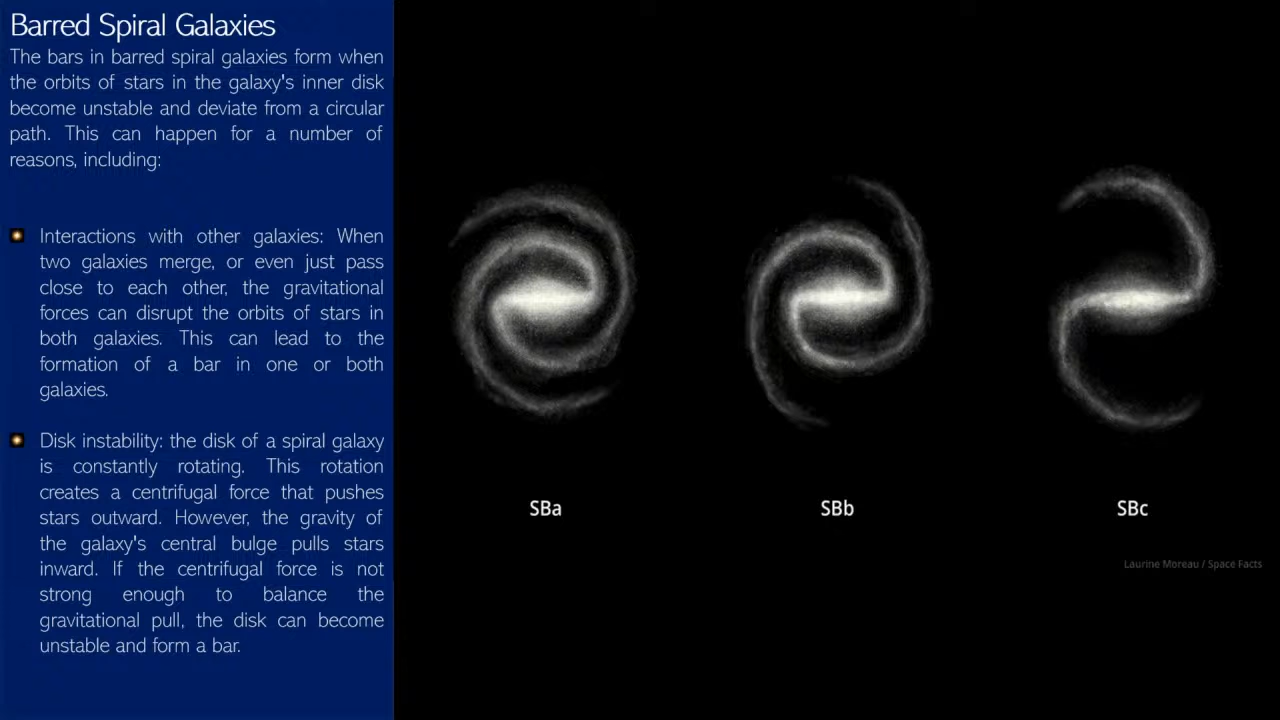 Barred Spiral Galaxies
The bars in barred spiral galaxies form when
the orbits of stars in the galaxy's inner disk
become unstable and deviate from a circular
path. This can happen for a number of
reasons, including:
Interactions with other galaxies: When
two galaxies merge, or even just pass
close to each other, the gravitational
forces can disrupt the orbits of stars in
both galaxies. This can lead to the
formation of a bar in one or both
galaxies.
Disk instability: the disk of a spiral galaxy
is constantly rotating. This rotation
creates a centrifugal force that pushes
stars outward. However, the gravity of
the galaxy's central bulge pulls stars
inward. If the centrifugal force is not
strong enough to balance the
gravitational pull, the disk can become
unstable and form a bar.
SBa
SBb
SBc
Laurine Moreau / Space Facts